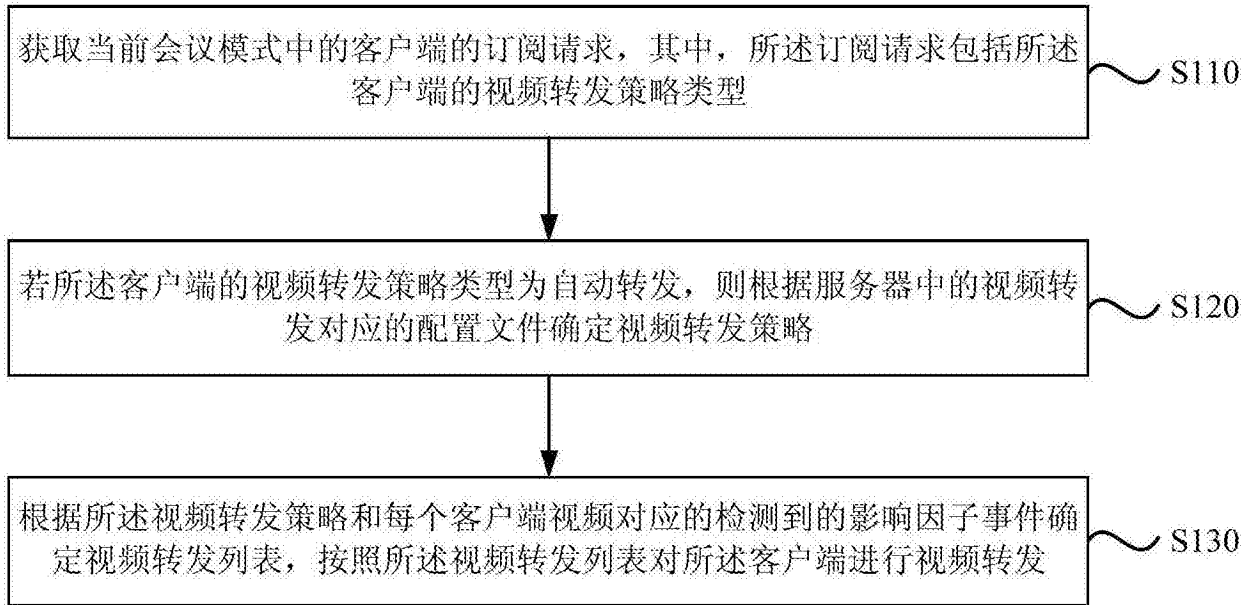 获取当前会议模式中的客户端的订阅请求，其中，所述订阅请求包括所述
客户端的视频转发策略类型
S110
若所述客户端的视频转发策略类型为自动转发，则根据服务器中的视频转
发对应的配置文件确定视频转发策略
S120
根据所述视频转发策略和每个客户端视频对应的检测到的影响因子事件确
定视频转发列表，按照所述视频转发列表对所述客户端进行视频转发
S130